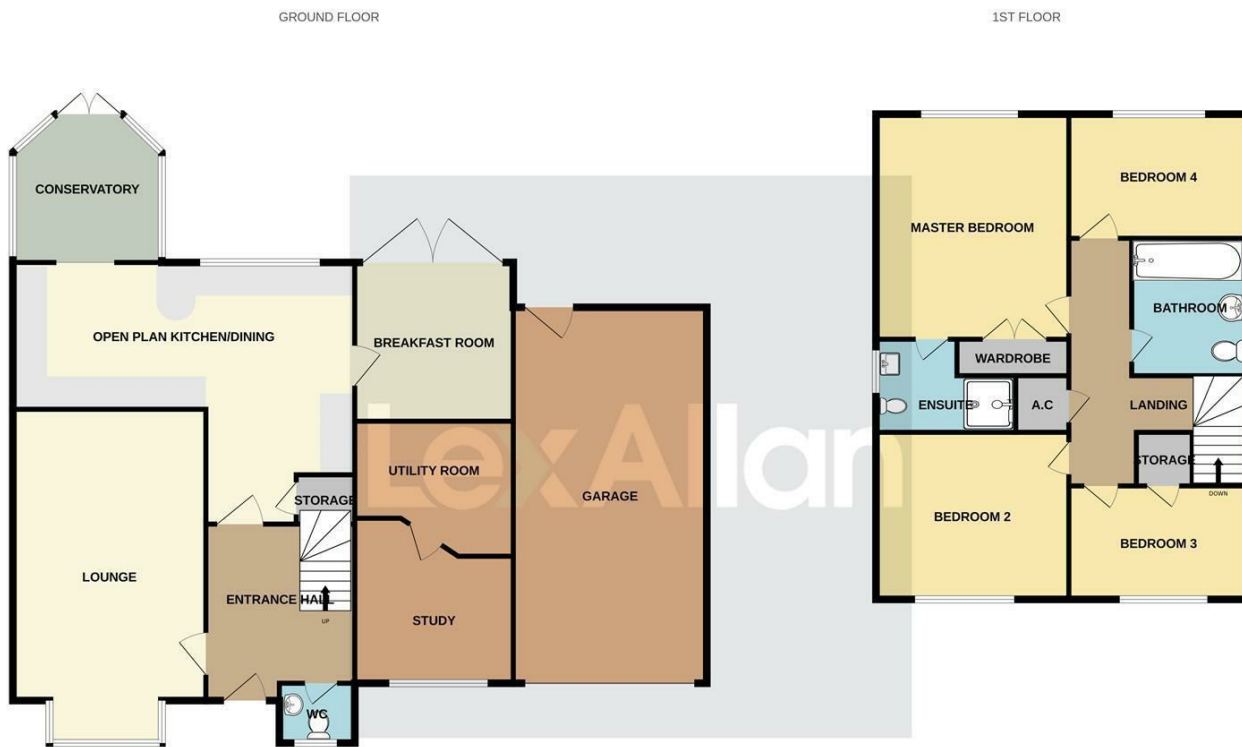 GROUND FLOOR
1ST FLOOR
CONSERVATORY
OPEN PLAN KITCHEN/DINING
BREAKFAST ROOM
UTILITY ROOM
STORAGE
GARAGE
LOUNGE
ENTRANCE HALL
UP
STUDY
WC
LexAllan
BEDROOM 4
MASTER BEDROOM
BATHROOM
WARDROBE
ENSUITE
A.C
LANDING
STORAGE
DOWN
BEDROOM 2
BEDROOM 3